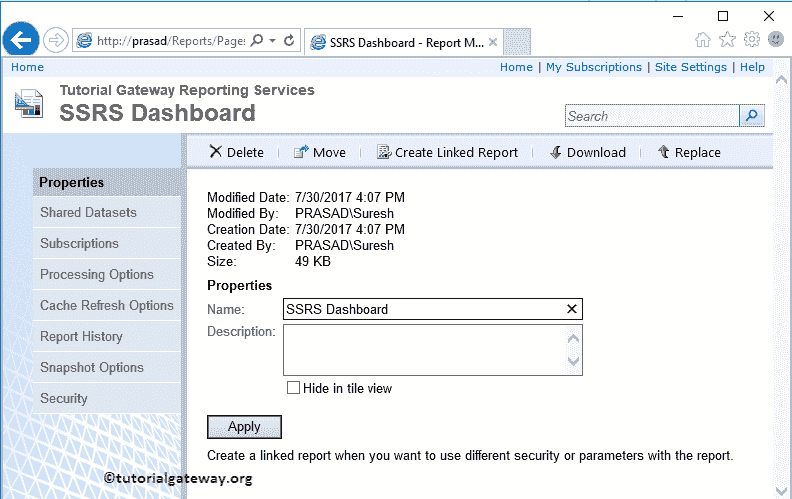 http://prasad/Reports/Page:
SSRS Dashboard - Report M...
Home
Home | My Subscriptions | Site Settings | Help
Tutorial Gateway Reporting Services
SSRS Dashboard
Search
Delete Move Create Linked Report Download Replace
Properties
Shared Datasets
Subscriptions
Processing Options
Cache Refresh Options
Report History
Snapshot Options
Security
Modified Date: 7/30/2017 4:07 PM
Modified By: PRASAD\Suresh
Creation Date: 7/30/2017 4:07 PM
Created By: PRASAD\Suresh
Size: 49 KB
Properties
Name: SSRS Dashboard
Description:
Hide in tile view
Apply
Create a linked report when you want to use different security or parameters with the report.
©tutorialgateway.org